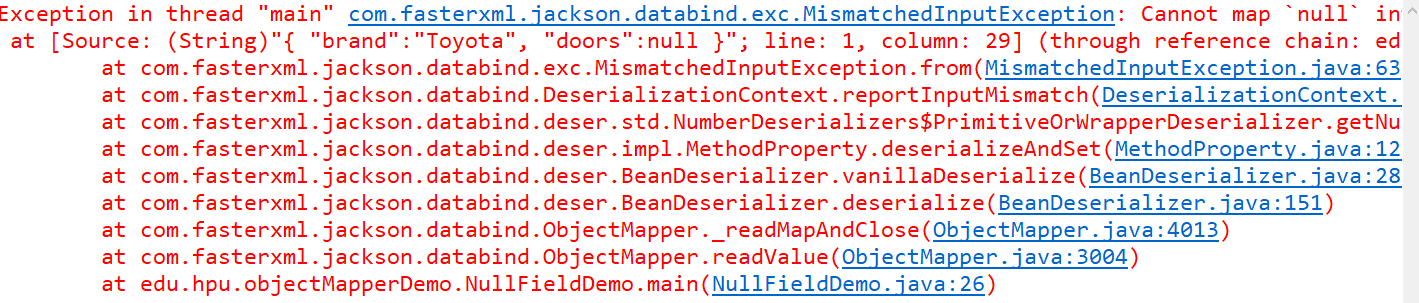 Exception in thread "main" com.fasterxml.jackson.databind.exc.MismatchedInputException: Cannot map `null` in
at [Source: (String)"{ "brand":"Toyota", "doors":null }"; line: 1, column: 29] (through reference chain: ed
at com.fasterxml.jackson.databind.exc.MismatchedInputException.from(MismatchedInputException.java:63
at com.fasterxml.jackson.databind.DeserializationContext.reportInputMismatch(DeserializationContext.
at com.fasterxml.jackson.databind.deser.std.NumberDeserializers$PrimitiveOrWrapperDeserializer.getNu
at com.fasterxml.jackson.databind.deser.impl.MethodProperty.deserializeAndSet(MethodProperty.java:12
at com.fasterxml.jackson.databind.deser.BeanDeserializer.vanillaDeserialize(BeanDeserializer.java:28
at com.fasterxml.jackson.databind.deser.BeanDeserializer.deserialize(BeanDeserializer.java:151)
at com.fasterxml.jackson.databind.ObjectMapper._readMapAndClose(ObjectMapper.java:4013)
at com.fasterxml.jackson.databind.ObjectMapper.readValue(ObjectMapper.java:3004)
at edu.hpu.objectMapperDemo.NullFieldDemo.main(NullFieldDemo.java:26)